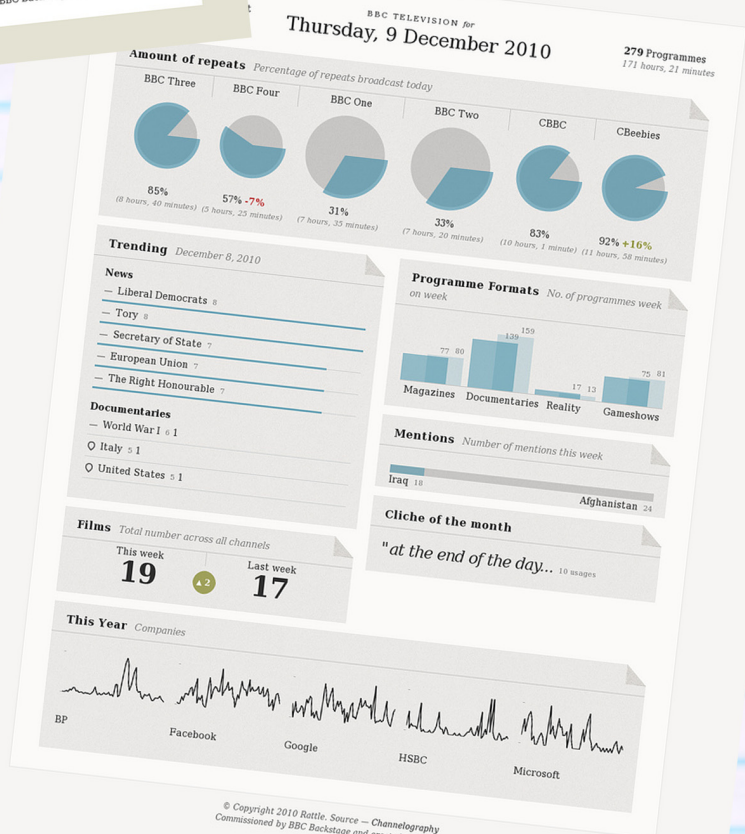 BBC TELEVISION for
Thursday, 9 December 2010
279 Programmes
171 hours, 21 minutes
Amount of repeats Percentage of repeats broadcast today
BBC Three BBC Four BBC One BBC Two CBBC CBeebies
85% 57% -7% 31% 33% 83% 92% +16%
(8 hours, 40 minutes) (5 hours, 25 minutes) (7 hours, 35 minutes) (7 hours, 20 minutes) (10 hours, 1 minute) (11 hours, 58 minutes)
Trending December 8, 2010
News
— Liberal Democrats 8
— Tory 8
— Secretary of State 7
— European Union 7
— The Right Honourable 7
Documentaries
— World War I 6 1
Italy 5 1
United States 5 1
Programme Formats No. of programmes week
on week
77 80 139 159 17 13 75 81
Magazines Documentaries Reality Gameshows
Mentions Number of mentions this week
Iraq 18 Afghanistan 24
Cliche of the month
"at the end of the day... 10 usages
Films Total number across all channels
This week Last week
19 ▲2 17
This Year Companies
BP Facebook Google HSBC Microsoft
© Copyright 2010 Rattle. Source — Channelography
Commissioned by BBC Backstage and